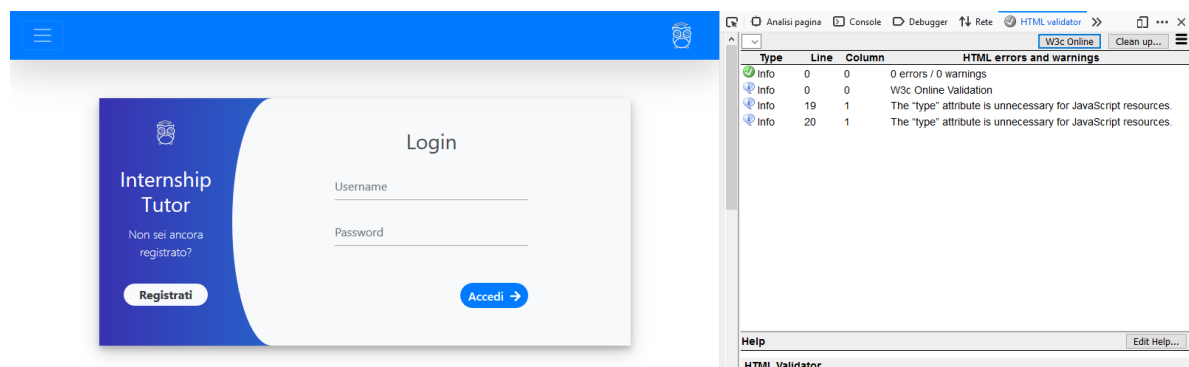 Login
Internship
Tutor
Non sei ancora
registrato?
Registrati
Username
Password
Accedi
Analisi pagina Console Debugger Rete HTML validator
W3c Online Clean up...
Type Line Column HTML errors and warnings
Info 0 0 0 errors / 0 warnings
Info 0 0 W3c Online Validation
Info 19 1 The "type" attribute is unnecessary for JavaScript resources.
Info 20 1 The "type" attribute is unnecessary for JavaScript resources.
Help Edit Help...
HTML Validator